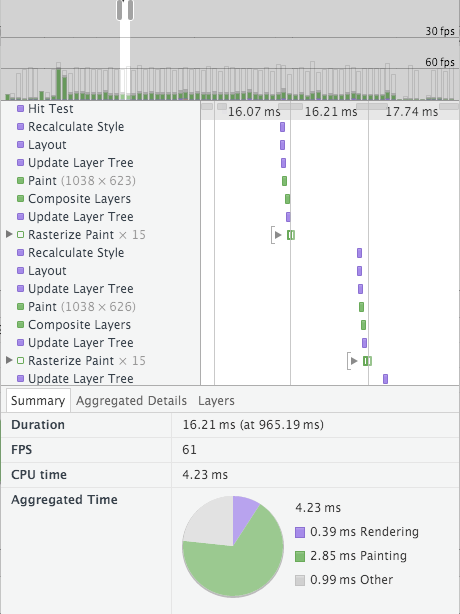 30 fps
60 fps
16.07 ms 16.21 ms 17.74 ms
Hit Test
Recalculate Style
Layout
Update Layer Tree
Paint (1038 × 623)
Composite Layers
Update Layer Tree
Rasterize Paint × 15
Recalculate Style
Layout
Update Layer Tree
Paint (1038 × 626)
Composite Layers
Update Layer Tree
Rasterize Paint × 15
Update Layer Tree
Summary Aggregated Details Layers
Duration 16.21 ms (at 965.19 ms)
FPS 61
CPU time 4.23 ms
Aggregated Time
4.23 ms
0.39 ms Rendering
2.85 ms Painting
0.99 ms Other